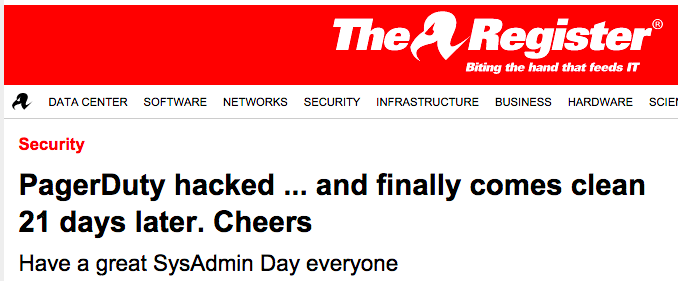 The Register®
Biting the hand that feeds IT
DATA CENTER SOFTWARE NETWORKS SECURITY INFRASTRUCTURE BUSINESS HARDWARE SCIEN
Security
PagerDuty hacked ... and finally comes clean
21 days later. Cheers
Have a great SysAdmin Day everyone